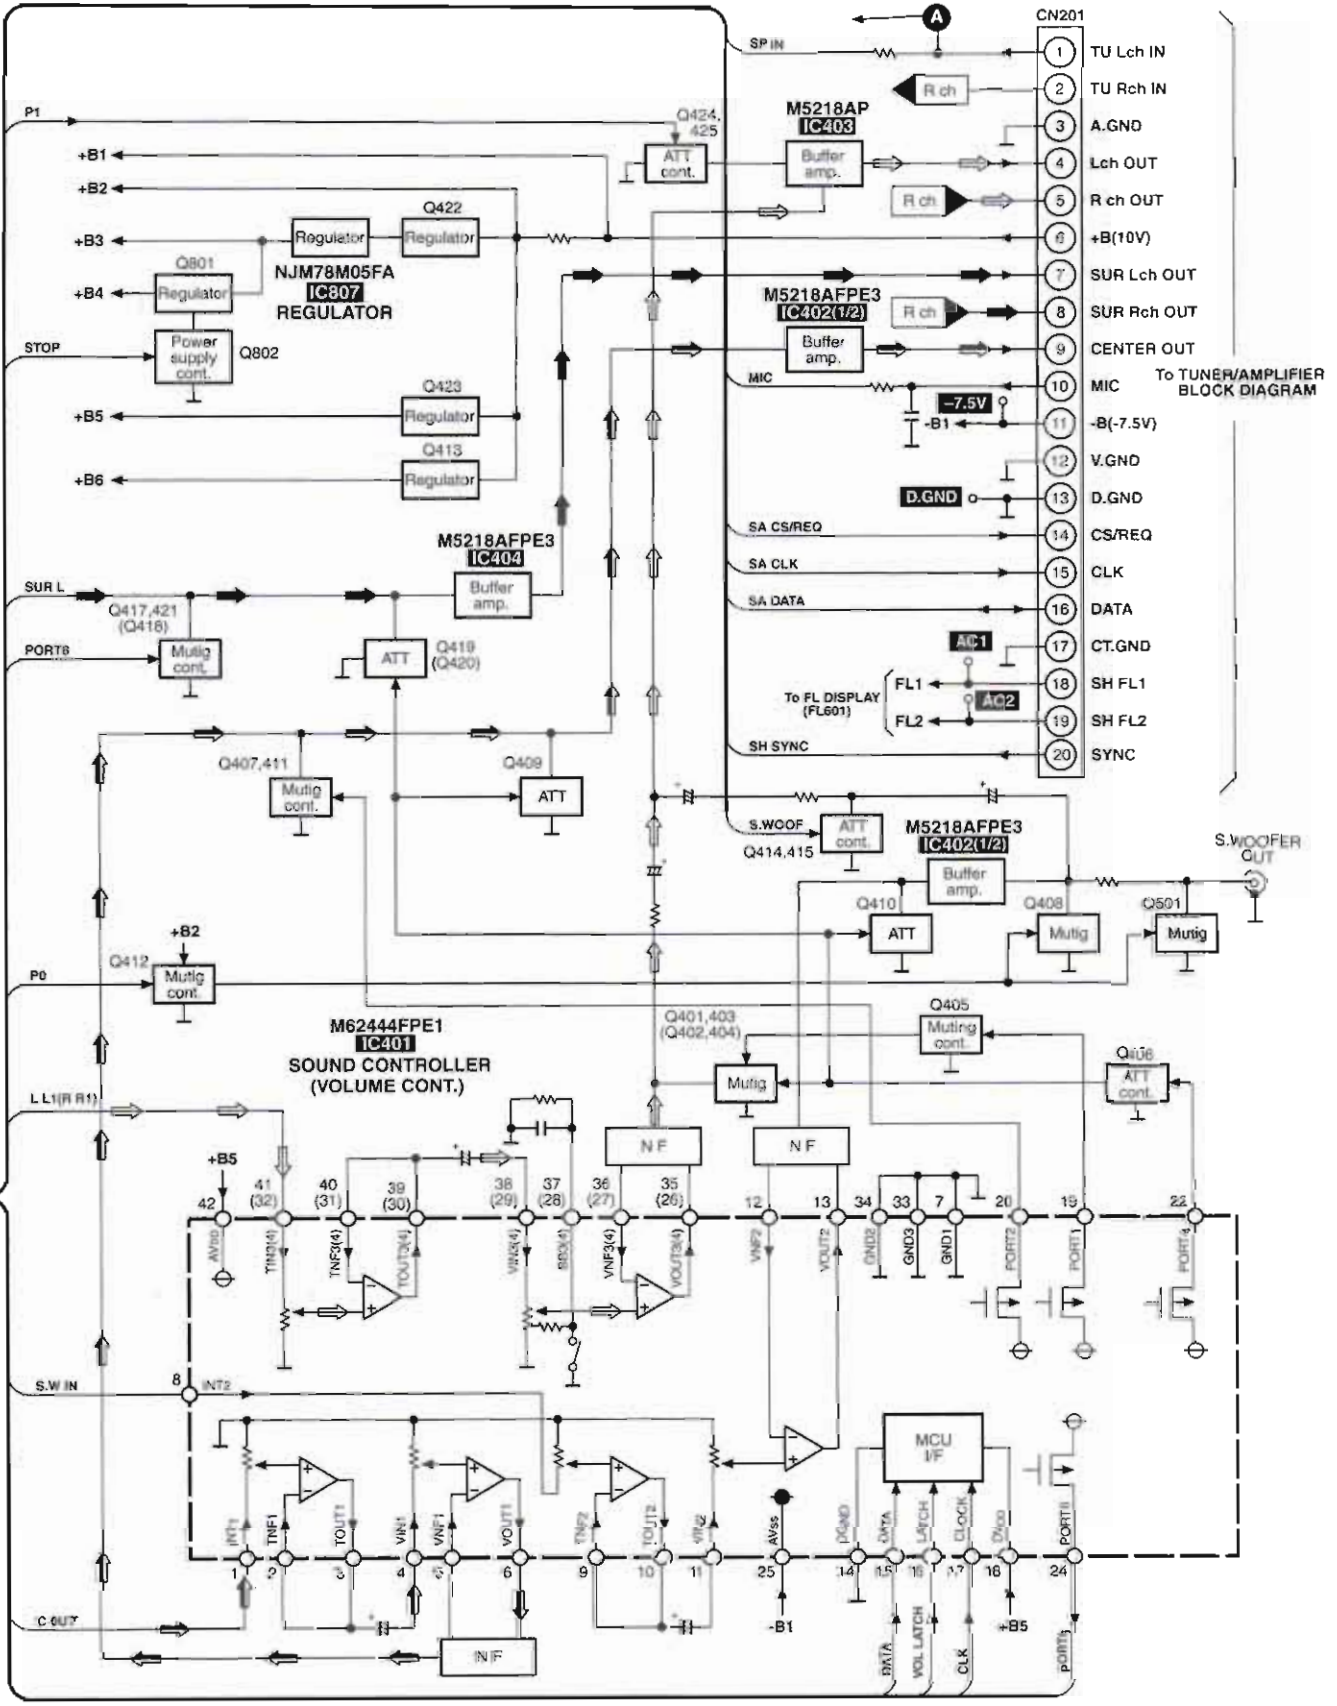 A
CN201
SP IN
1 TU Lch IN
R ch
2 TU Rch IN
P1
Q424,
425
M5218AP
IC403
3 A.GND
+B1
ATT
cont.
Buffer
amp.
4 Lch OUT
+B2
R ch
5 R ch OUT
Q422
+B3
Regulator
Regulator
6 +B(10V)
Q801
NJM78M05FA
IC807
REGULATOR
7 SUR Lch OUT
+B4
Regulator
M5218AFPE3
IC402(1/2)
R ch
8 SUR Rch OUT
STOP
Power
supply
cont.
Q802
Buffer
amp.
9 CENTER OUT
To TUNER/AMPLIFIER
BLOCK DIAGRAM
MIC
10 MIC
Q423
-7.5V
+B5
Regulator
-B1
11 -B(-7.5V)
Q413
12 V.GND
+B6
Regulator
D.GND
13 D.GND
SA CS/REQ
14 CS/REQ
M5218AFPE3
IC404
SA CLK
15 CLK
SUR L
Buffer
amp.
SA DATA
16 DATA
Q417,421
(Q418)
AC1
PORT6
Mutig
cont.
ATT
Q419
(Q420)
17 CT.GND
To FL DISPLAY
(FL601)
FL1
18 SH FL1
AC2
FL2
19 SH FL2
SH SYNC
20 SYNC
Q407,411
Q409
Mutig
cont.
ATT
S.WOOF
ATT
cont.
Q414,415
M5218AFPE3
IC402(1/2)
S.WOOFER
OUT
Buffer
amp.
Q410
Q408
Q501
+B2
ATT
Mutig
Mutig
Q412
P0
Mutig
cont.
M62444FPE1
IC401
SOUND CONTROLLER
(VOLUME CONT.)
Q401,403
(Q402,404)
Q405
Muting
cont.
Q406
Mutig
ATT
cont.
L L1(R R1)
N F
N F
+B5
42
41
(32)
40
(31)
39
(30)
38
(29)
37
(28)
36
(27)
35
(26)
12
13
34
33
7
20
19
22
AVDD
TIN3(4)
TNF3(4)
TOUT3(4)
VIN3(4)
BB3(4)
VNF3(4)
VOUT3(4)
VNF2
VOUT2
GND2
GND3
GND1
PORT2
PORT1
PORT4
S.W IN
8
INT2
MCU
I/F
TNF1
TOUT1
VIN1
VNF1
VOUT1
TNF2
TOUT2
VIN2
AVss
DGND
DATA
LATCH
CLOCK
DVDD
1
2
3
4
5
6
9
10
11
25
14
15
16
17
18
24
C OUT
-B1
+B5
DATA
VOL LATCH
CLK
N F